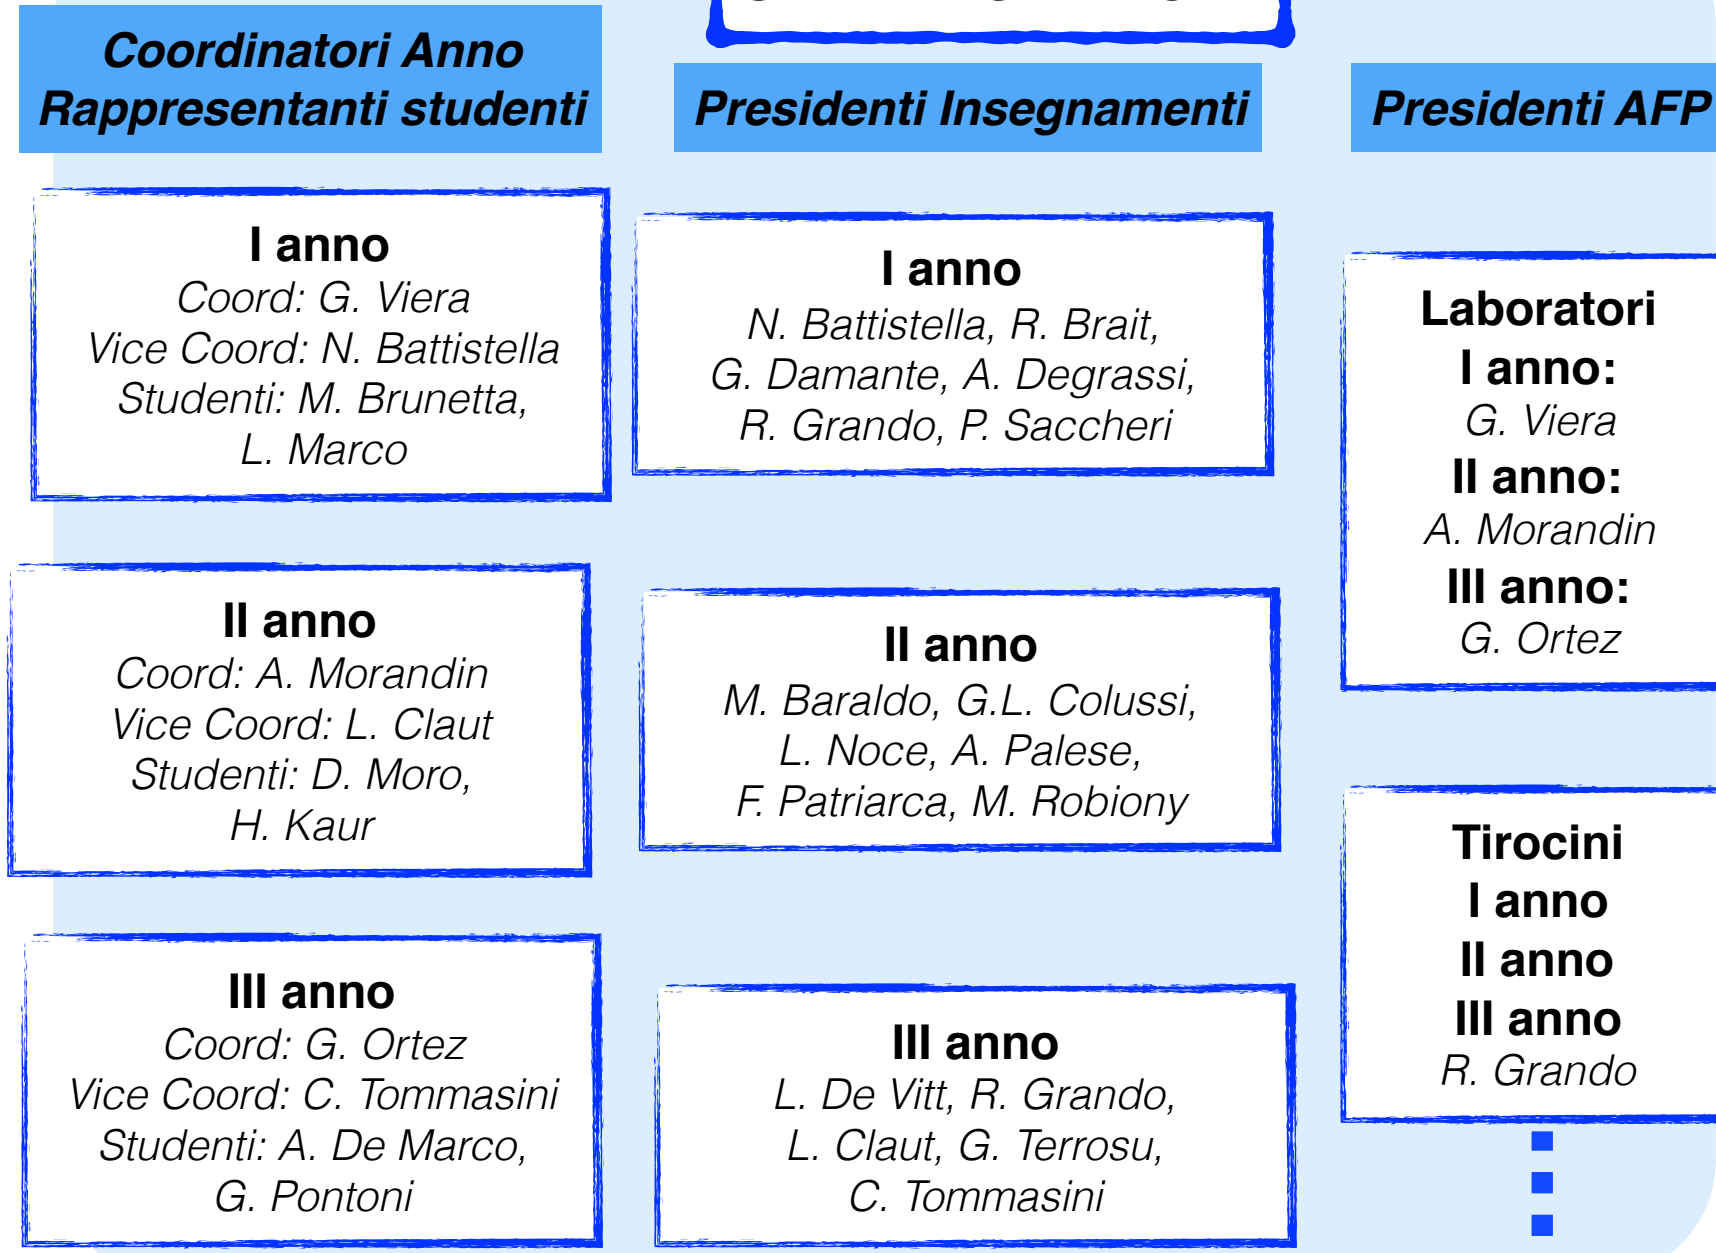 Coordinatori Anno
Rappresentanti studenti
I anno
Coord: G. Viera
Vice Coord: N. Battistella
Studenti: M. Brunetta,
L. Marco
II anno
Coord: A. Morandin
Vice Coord: L. Claut
Studenti: D. Moro,
H. Kaur
III anno
Coord: G. Ortez
Vice Coord: C. Tommasini
Studenti: A. De Marco,
G. Pontoni
Presidenti Insegnamenti
I anno
N. Battistella, R. Brait,
G. Damante, A. Degrassi,
R. Grando, P. Saccheri
II anno
M. Baraldo, G.L. Colussi,
L. Noce, A. Palese,
F. Patriarca, M. Robiony
III anno
L. De Vitt, R. Grando,
L. Claut, G. Terrosu,
C. Tommasini
Presidenti AFP
Laboratori
I anno:
G. Viera
II anno:
A. Morandin
III anno:
G. Ortez
Tirocini
I anno
II anno
III anno
R. Grando